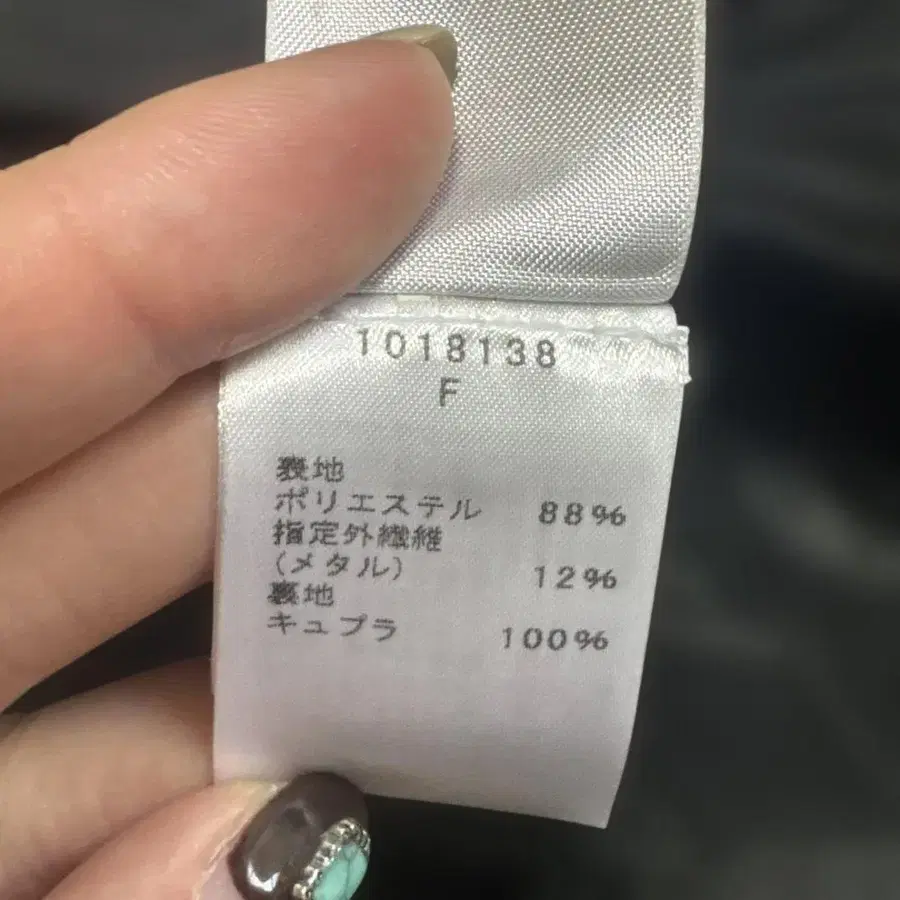 1018138
F
表地
ポリエステル 88%
指定外繊維
(メタル) 12%
裏地
キュプラ 100%